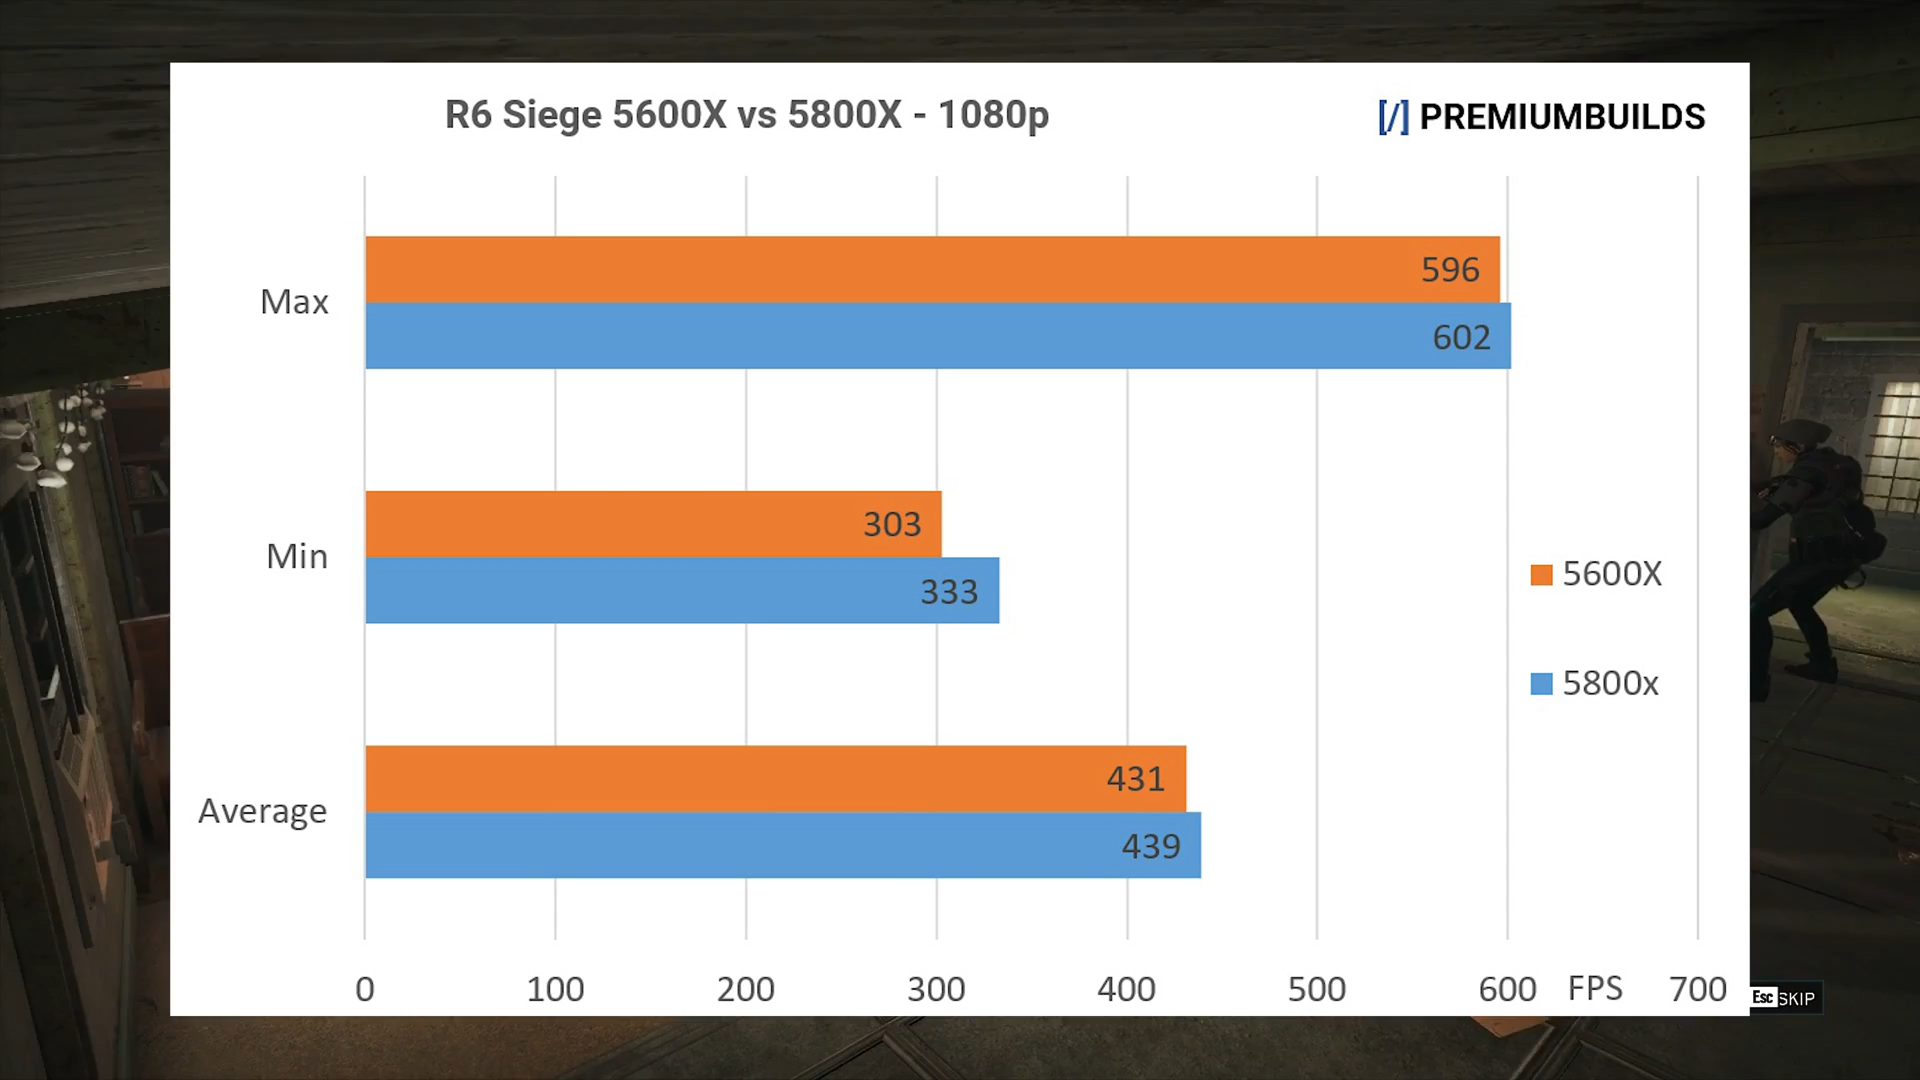 R6 Siege 5600X vs 5800X - 1080p
[/] PREMIUMBUILDS
Max
596
602
Min
303
333
5600X
5800x
Average
431
439
0 100 200 300 400 500 600 FPS 700
Esc SKIP